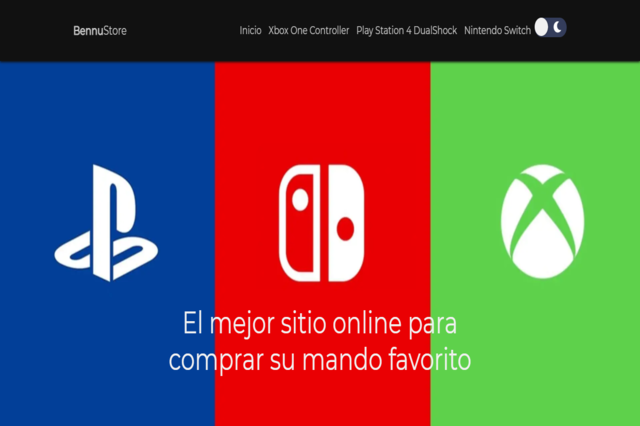 BennuStore Inicio Xbox One Controller Play Station 4 DualShock Nintendo Switch
El mejor sitio online para
comprar su mando favorito